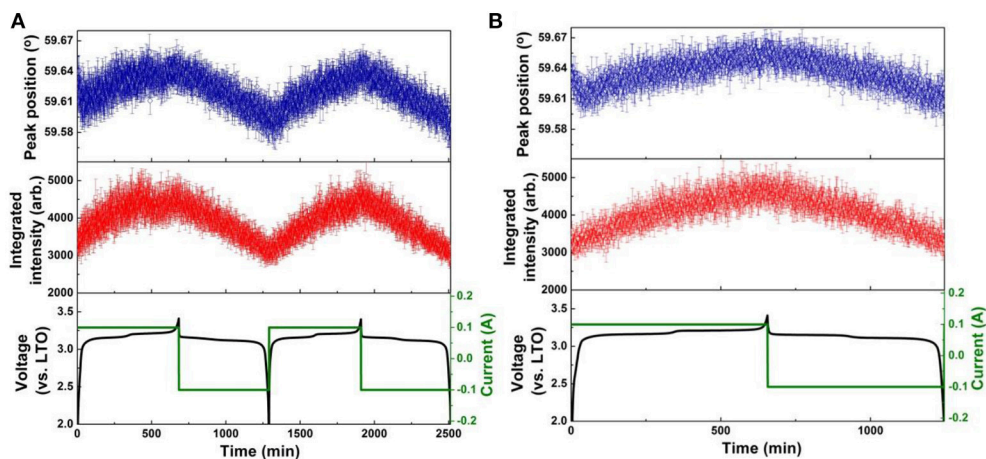 A
Peak position (º)
59.67
59.64
59.61
59.58
Integrated
intensity (arb.)
5000
4000
3000
2000
Voltage
(vs. LTO)
3.5
3.0
2.5
2.0
0.2
0.1
0.0
-0.1
-0.2
Current (A)
0 500 1000 1500 2000 2500
Time (min)
B
Peak position (º)
59.67
59.64
59.61
59.58
Integrated
intensity (arb.)
5000
4000
3000
2000
Voltage
(vs. LTO)
3.5
3.0
2.5
2.0
0.2
0.1
0.0
-0.1
-0.2
Current (A)
0 500 1000
Time (min)